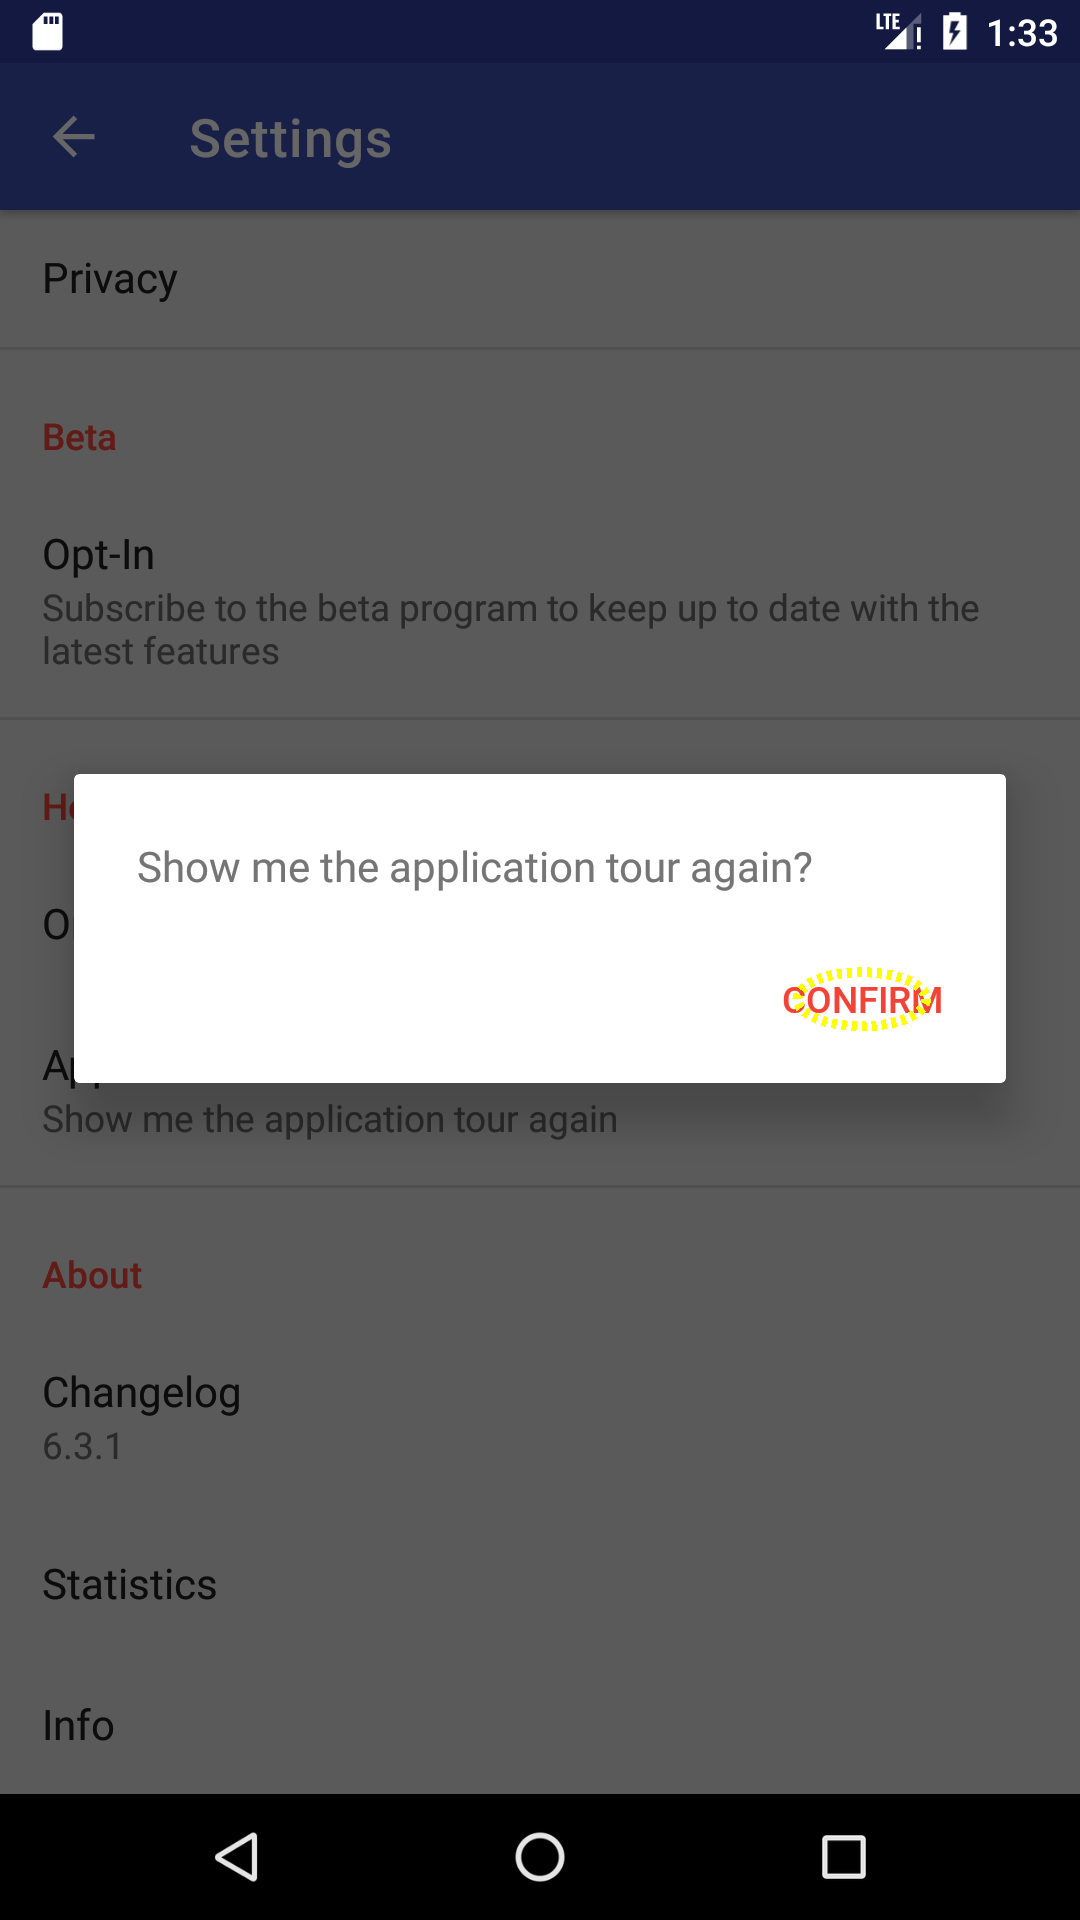 LTE 1:33
Settings
Privacy
Beta
Opt-In
Subscribe to the beta program to keep up to date with the
latest features
Show me the application tour again?
CONFIRM
Show me the application tour again
About
Changelog
6.3.1
Statistics
Info